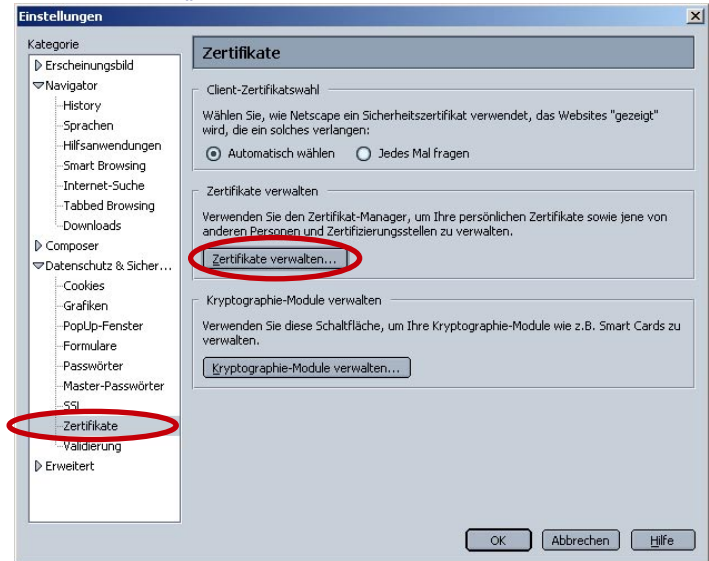 Einstellungen
Kategorie
Erscheinungsbild
Navigator
History
Sprachen
Hilfsanwendungen
Smart Browsing
Internet-Suche
Tabbed Browsing
Downloads
Composer
Datenschutz & Sicher...
Cookies
Grafiken
PopUp-Fenster
Formulare
Passwörter
Master-Passwörter
SSL
Zertifikate
Validierung
Erweitert
Zertifikate
Client-Zertifikatswahl
Wählen Sie, wie Netscape ein Sicherheitszertifikat verwendet, das Websites "gezeigt"
wird, die ein solches verlangen:
Automatisch wählen Jedes Mal fragen
Zertifikate verwalten
Verwenden Sie den Zertifikat-Manager, um Ihre persönlichen Zertifikate sowie jene von
anderen Personen und Zertifizierungsstellen zu verwalten.
Zertifikate verwalten...
Kryptographie-Module verwalten
Verwenden Sie diese Schaltfläche, um Ihre Kryptographie-Module wie z.B. Smart Cards zu
verwalten.
Kryptographie-Module verwalten...
OK Abbrechen Hilfe